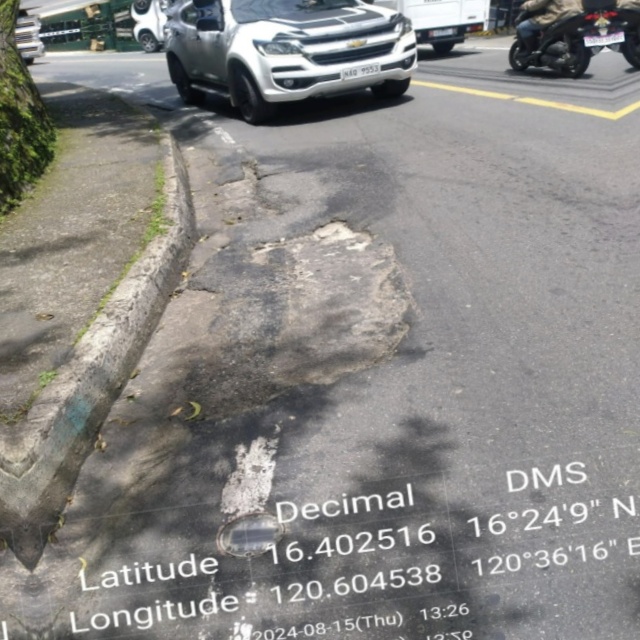 Decimal DMS
Latitude 16.402516 16°24'9" N
Longitude 120.604538 120°36'16" E
2024-08-15(Thu) 13:26